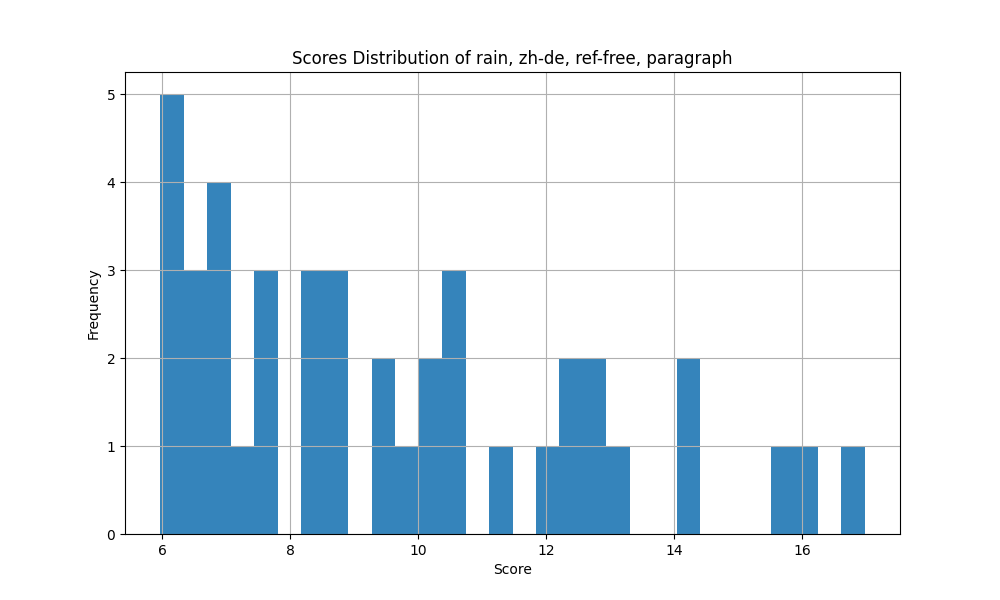 Scores Distribution of rain, zh-de, ref-free, paragraph
5
4
3
2
1
0
Frequency
6 8 10 12 14 16
Score